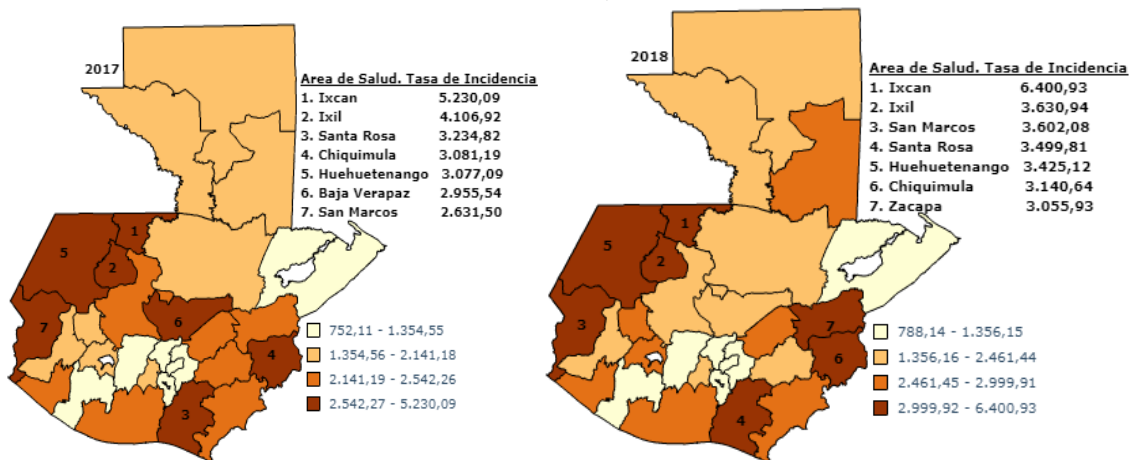 2017
Area de Salud. Tasa de Incidencia
1. Ixcan 5.230,09
2. Ixil 4.106,92
3. Santa Rosa 3.234,82
4. Chiquimula 3.081,19
5. Huehuetenango 3.077,09
6. Baja Verapaz 2.955,54
7. San Marcos 2.631,50
1
5
2
6
7
4
3
752,11 - 1.354,55
1.354,56 - 2.141,18
2.141,19 - 2.542,26
2.542,27 - 5.230,09
2018
Area de Salud. Tasa de Incidencia
1. Ixcan 6.400,93
2. Ixil 3.630,94
3. San Marcos 3.602,08
4. Santa Rosa 3.499,81
5. Huehuetenango 3.425,12
6. Chiquimula 3.140,64
7. Zacapa 3.055,93
1
5
2
3
7
6
4
788,14 - 1.356,15
1.356,16 - 2.461,44
2.461,45 - 2.999,91
2.999,92 - 6.400,93